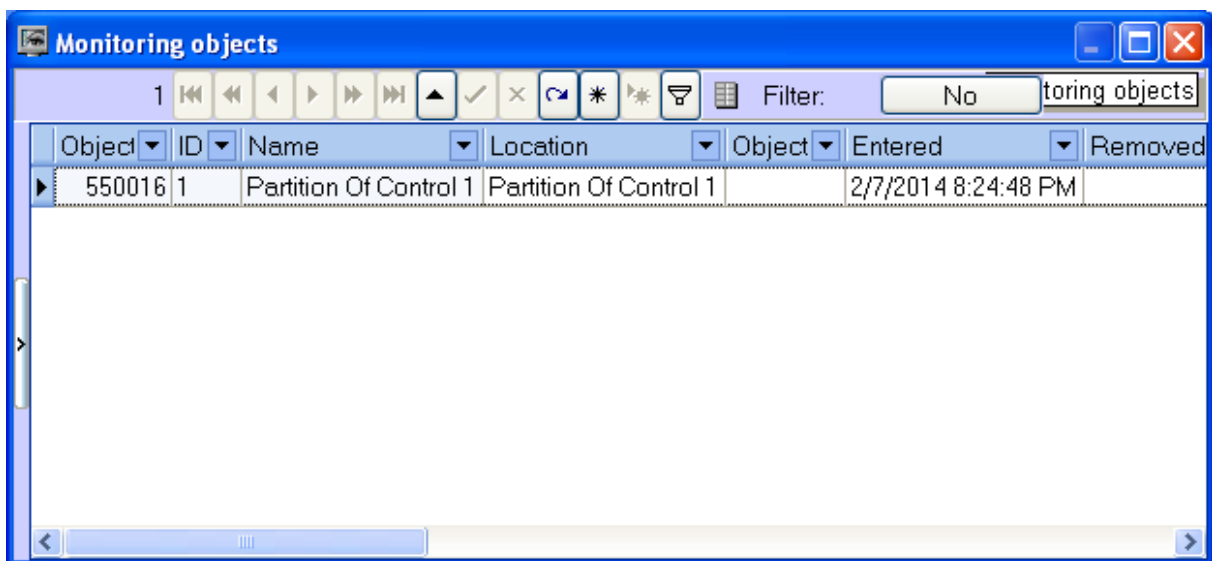 Monitoring objects
1 Filter: No toring objects
Object ID Name Location Object Entered Removed
550016 1 Partition Of Control 1 Partition Of Control 1 2/7/2014 8:24:48 PM